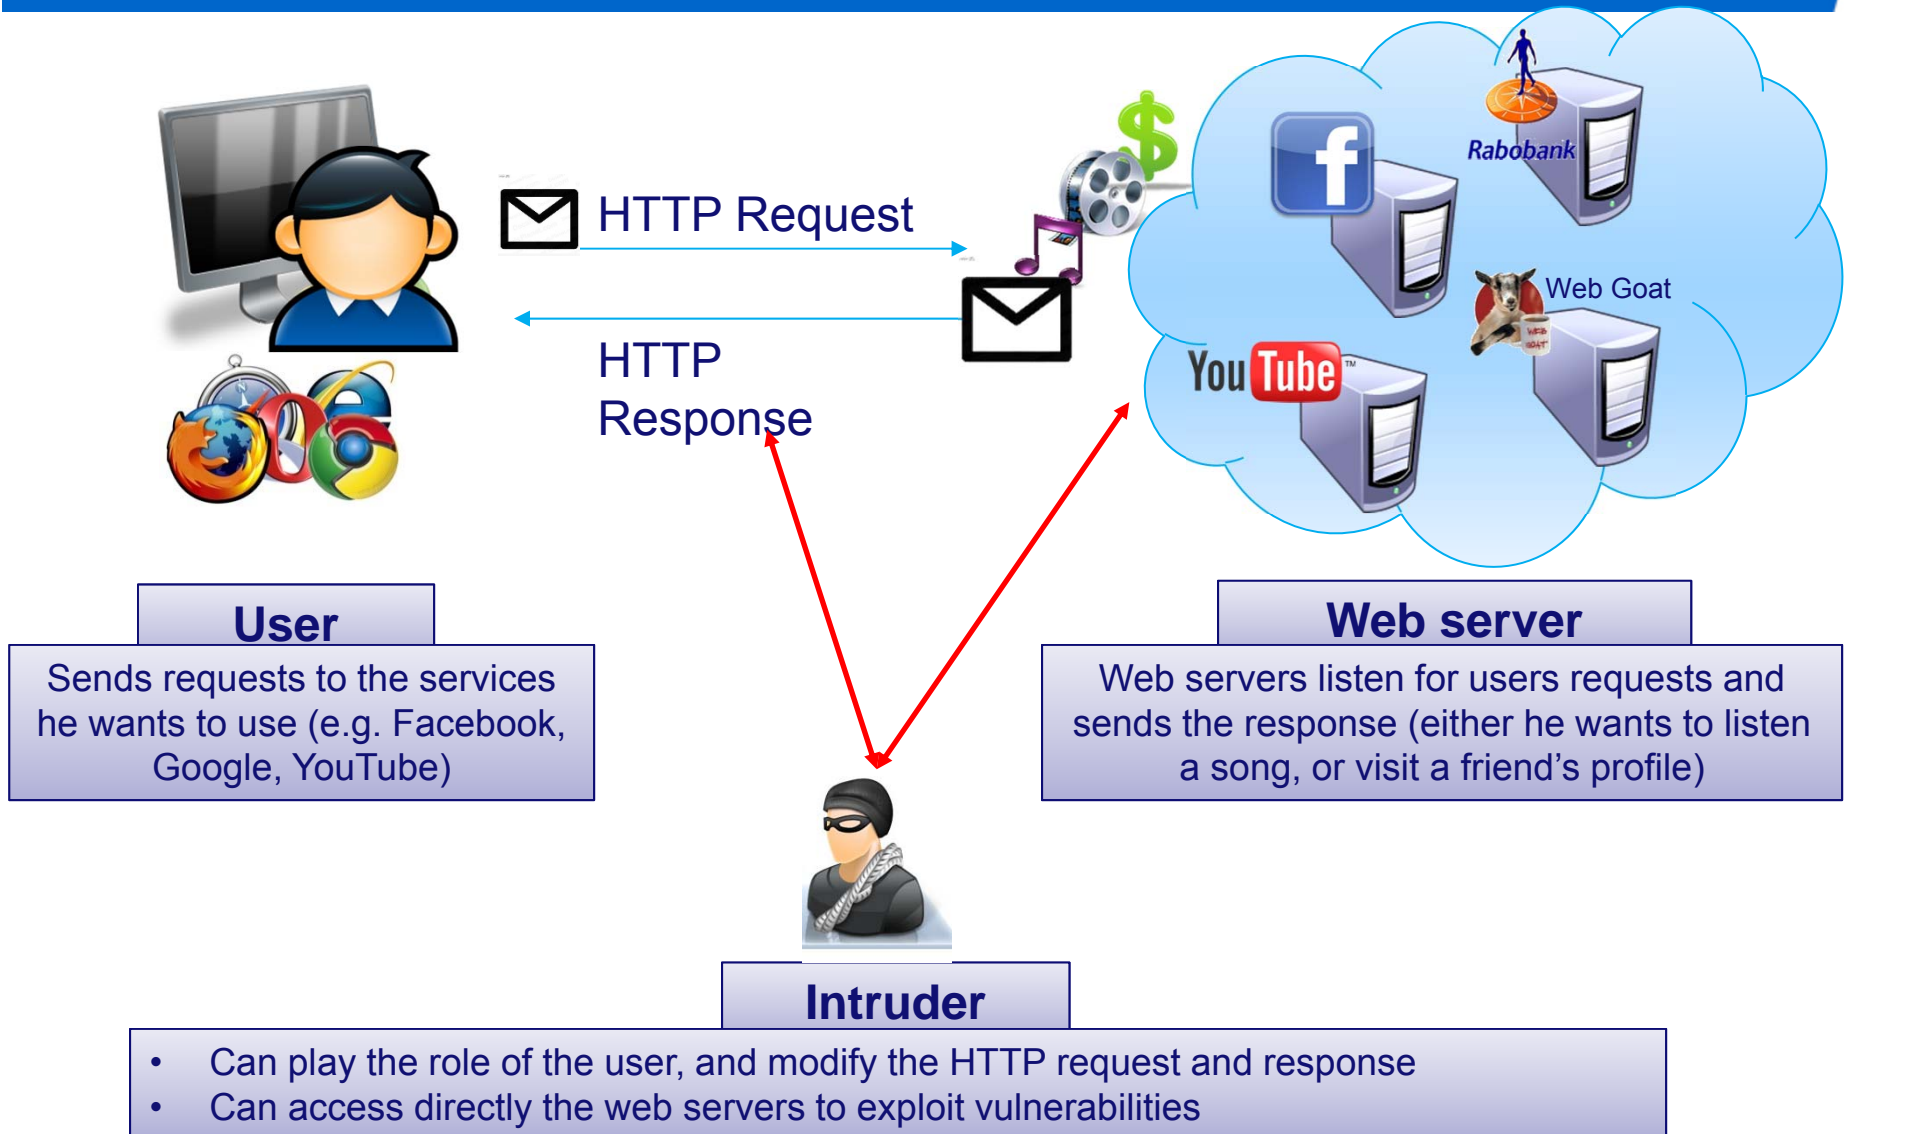 Rabobank
f
HTTP Request
Web Goat
WEB
GOAT
HTTP
Response
YouTube™
User
Sends requests to the services
he wants to use (e.g. Facebook,
Google, YouTube)
Web server
Web servers listen for users requests and
sends the response (either he wants to listen
a song, or visit a friend's profile)
Intruder
• Can play the role of the user, and modify the HTTP request and response
• Can access directly the web servers to exploit vulnerabilities